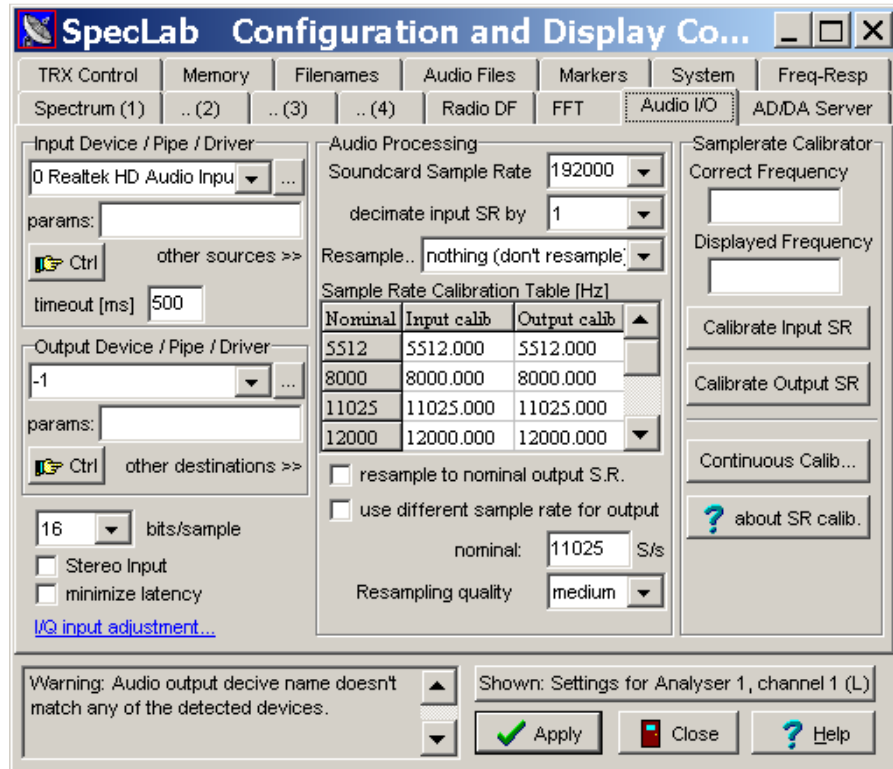 SpecLab Configuration and Display Co...
TRX Control Memory Filenames Audio Files Markers System Freq-Resp
Spectrum (1) .. (2) .. (3) .. (4) Radio DF FFT Audio I/O AD/DA Server
Input Device / Pipe / Driver
0 Realtek HD Audio Inpu ...
params:
Ctrl other sources >>
timeout [ms] 500
Output Device / Pipe / Driver
-1 ...
params:
Ctrl other destinations >>
16 bits/sample
Stereo Input
minimize latency
I/Q input adjustment...
Audio Processing
Soundcard Sample Rate 192000
decimate input SR by 1
Resample.. nothing (don't resample)
Sample Rate Calibration Table [Hz]
Nominal Input calib Output calib
5512 5512.000 5512.000
8000 8000.000 8000.000
11025 11025.000 11025.000
12000 12000.000 12000.000
resample to nominal output S.R.
use different sample rate for output
nominal: 11025 S/s
Resampling quality medium
Samplerate Calibrator
Correct Frequency
Displayed Frequency
Calibrate Input SR
Calibrate Output SR
Continuous Calib...
? about SR calib.
Warning: Audio output decive name doesn't
match any of the detected devices.
Shown: Settings for Analyser 1, channel 1 (L)
Apply Close ? Help